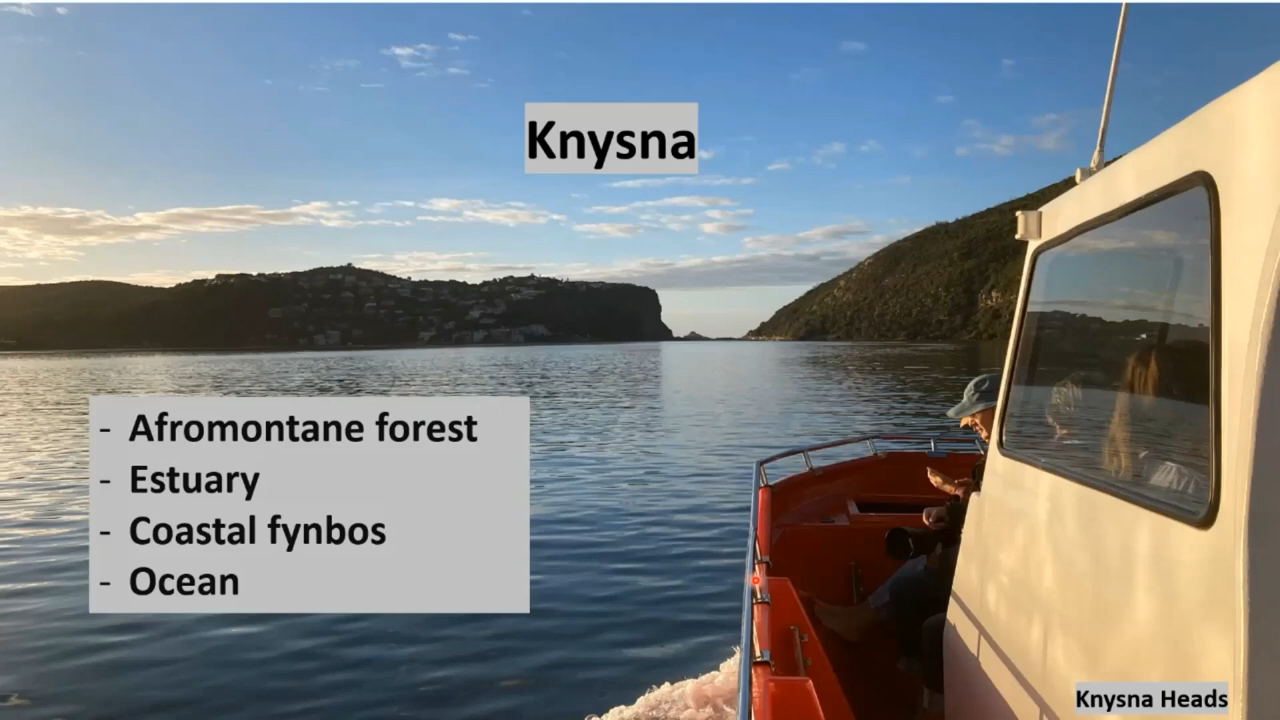 Knysna
- Afromontane forest
- Estuary
- Coastal fynbos
- Ocean
Knysna Heads